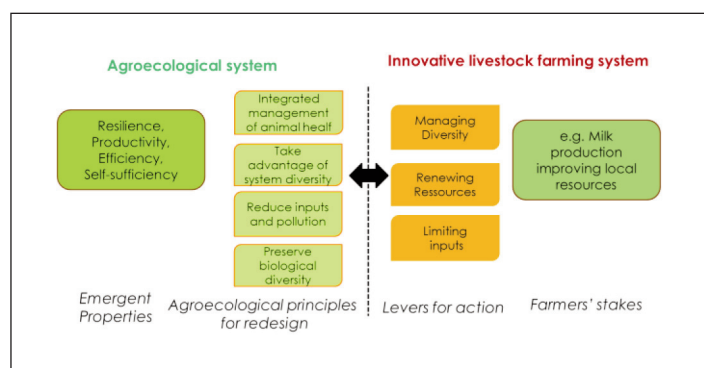 Agroecological system
Innovative livestock farming system
Resilience,
Productivity,
Efficiency,
Self-sufficiency
Integrated
management
of animal healf
Take
advantage of
system diversity
Reduce inputs
and pollution
Preserve
biological
diversity
Managing
Diversity
Renewing
Ressources
Limiting
inputs
e.g. Milk
production
improving local
resources
Emergent
Properties
Agroecological principles
for redesign
Levers for action
Farmers' stakes